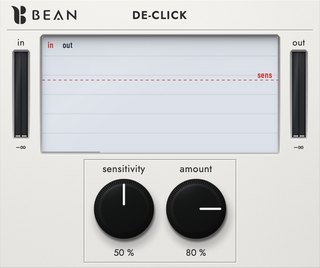 BEAN DE-CLICK
in out
in out
sens
-∞ -∞
sensitivity amount
50 % 80 %